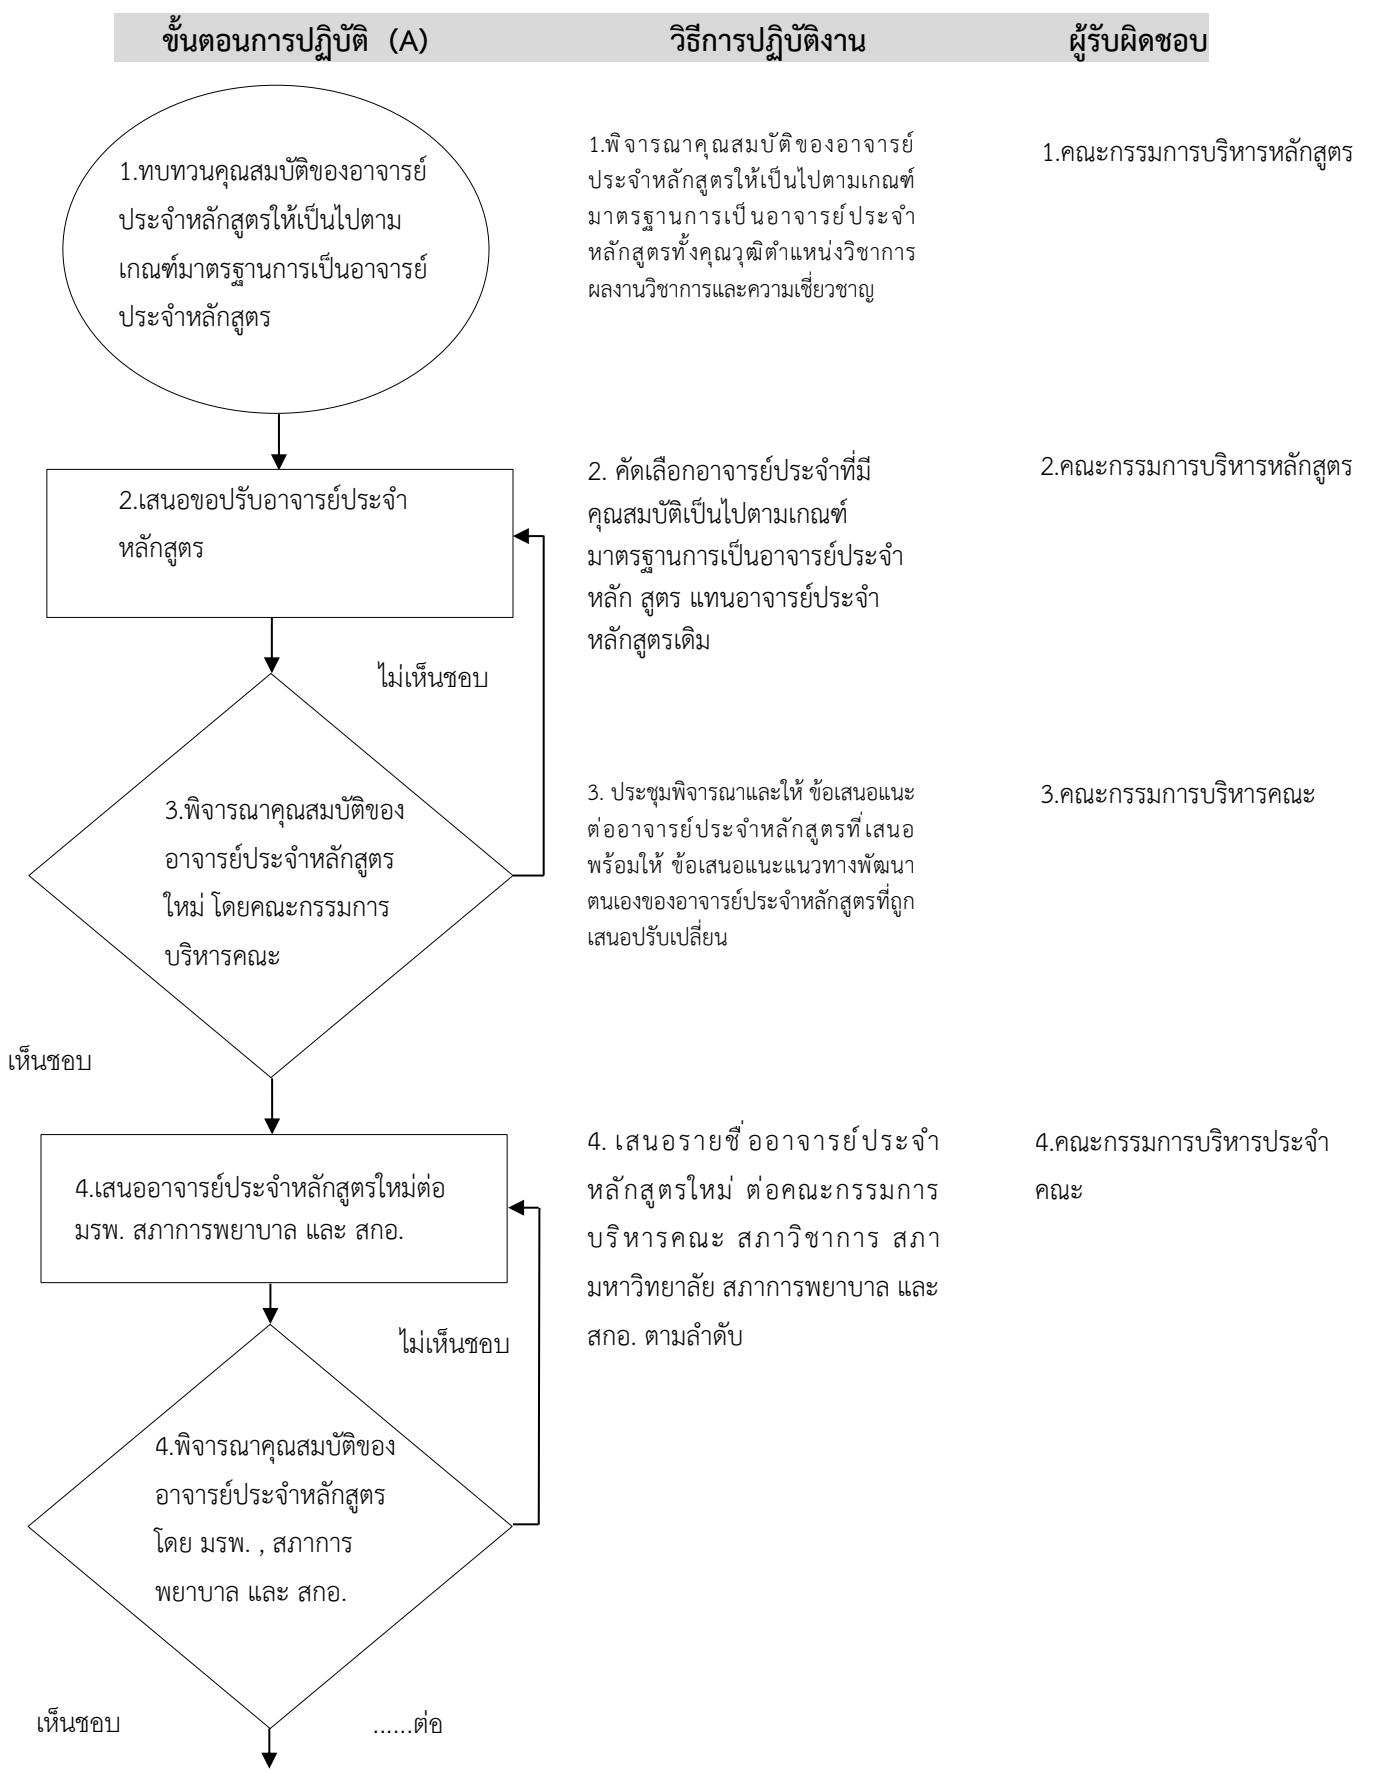 ขั้นตอนการปฏิบัติ (A) วิธีการปฏิบัติงาน ผู้รับผิดชอบ
1.ทบทวนคุณสมบัติของอาจารย์
ประจำหลักสูตรให้เป็นไปตาม
เกณฑ์มาตรฐานการเป็นอาจารย์
ประจำหลักสูตร
1.พิจารณาคุณสมบัติของอาจารย์
ประจำหลักสูตรให้เป็นไปตามเกณฑ์
มาตรฐานการเป็นอาจารย์ประจำ
หลักสูตรทั้งคุณวุฒิตำแหน่งวิชาการ
ผลงานวิชาการและความเชี่ยวชาญ
1.คณะกรรมการบริหารหลักสูตร
2.เสนอขอปรับอาจารย์ประจำ
หลักสูตร
2. คัดเลือกอาจารย์ประจำที่มี
คุณสมบัติเป็นไปตามเกณฑ์
มาตรฐานการเป็นอาจารย์ประจำ
หลัก สูตร แทนอาจารย์ประจำ
หลักสูตรเดิม
2.คณะกรรมการบริหารหลักสูตร
ไม่เห็นชอบ
3.พิจารณาคุณสมบัติของ
อาจารย์ประจำหลักสูตร
ใหม่ โดยคณะกรรมการ
บริหารคณะ
3. ประชุมพิจารณาและให้ ข้อเสนอแนะ
ต่ออาจารย์ประจำหลักสูตรที่เสนอ
พร้อมให้ ข้อเสนอแนะแนวทางพัฒนา
ตนเองของอาจารย์ประจำหลักสูตรที่ถูก
เสนอปรับเปลี่ยน
3.คณะกรรมการบริหารคณะ
เห็นชอบ
4.เสนออาจารย์ประจำหลักสูตรใหม่ต่อ
มรพ. สภาการพยาบาล และ สกอ.
4. เสนอรายชื่ออาจารย์ประจำ
หลักสูตรใหม่ ต่อคณะกรรมการ
บริหารคณะ สภาวิชาการ สภา
มหาวิทยาลัย สภาการพยาบาล และ
สกอ. ตามลำดับ
4.คณะกรรมการบริหารประจำ
คณะ
ไม่เห็นชอบ
4.พิจารณาคุณสมบัติของ
อาจารย์ประจำหลักสูตร
โดย มรพ. , สภาการ
พยาบาล และ สกอ.
เห็นชอบ ......ต่อ